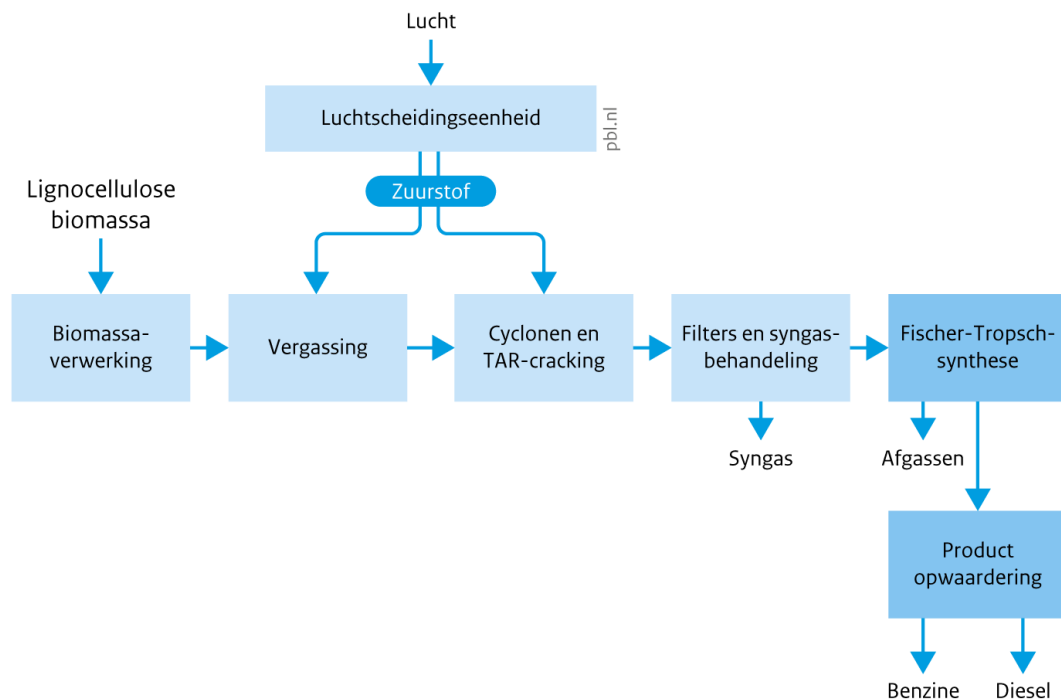 Lucht
Luchtscheidingseenheid
pbl.nl
Zuurstof
Lignocellulose
biomassa
Biomassa-
verwerking
Vergassing
Cyclonen en
TAR-cracking
Filters en syngas-
behandeling
Fischer-Tropsch-
synthese
Syngas
Afgassen
Product
opwaardering
Benzine
Diesel